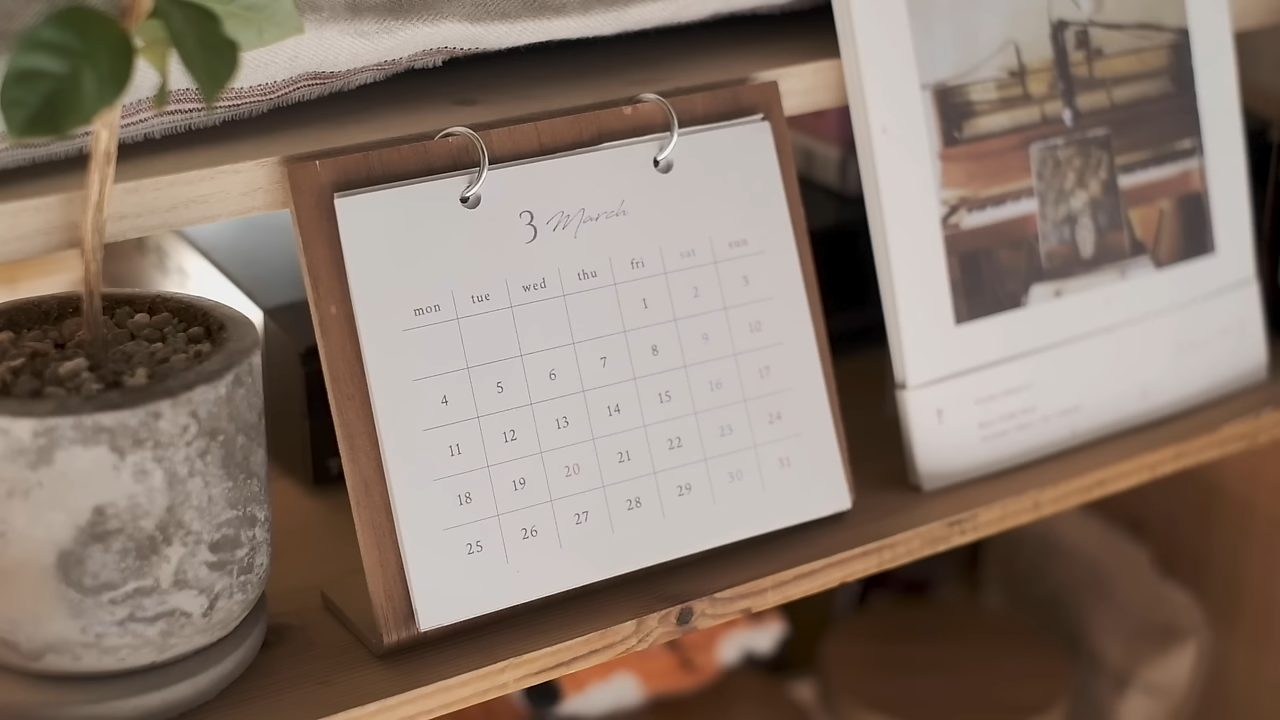 3 March
mon tue wed thu fri sat sun
1 2 3
4 5 6 7 8 9 10
11 12 13 14 15 16 17
18 19 20 21 22 23 24
25 26 27 28 29 30 31